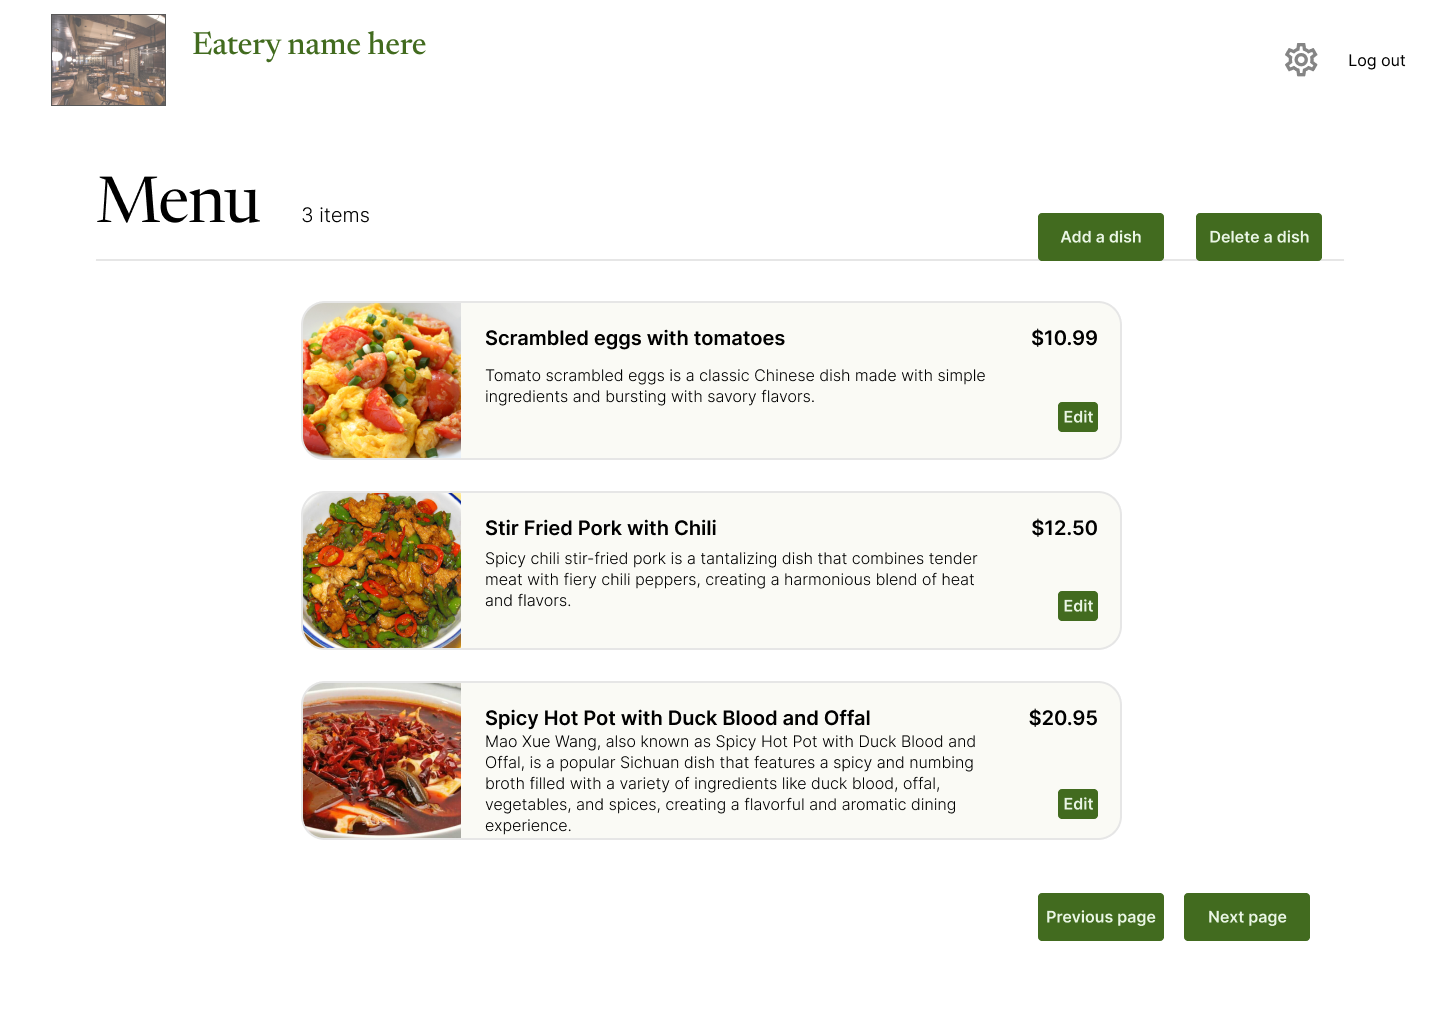 Eatery name here
Log out
Menu
3 items
Add a dish
Delete a dish
Scrambled eggs with tomatoes
$10.99
Tomato scrambled eggs is a classic Chinese dish made with simple
ingredients and bursting with savory flavors.
Edit
Stir Fried Pork with Chili
$12.50
Spicy chili stir-fried pork is a tantalizing dish that combines tender
meat with fiery chili peppers, creating a harmonious blend of heat
and flavors.
Edit
Spicy Hot Pot with Duck Blood and Offal
$20.95
Mao Xue Wang, also known as Spicy Hot Pot with Duck Blood and
Offal, is a popular Sichuan dish that features a spicy and numbing
broth filled with a variety of ingredients like duck blood, offal,
vegetables, and spices, creating a flavorful and aromatic dining
experience.
Edit
Previous page
Next page